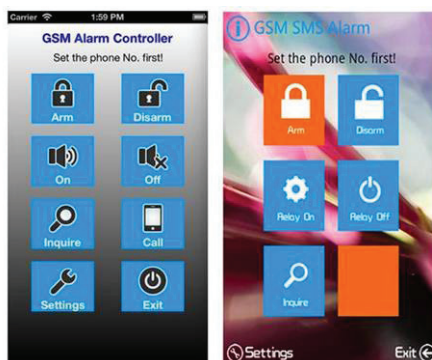 Carrier 1:59 PM
GSM Alarm Controller
Set the phone No. first!
Arm Disarm
On Off
Inquire Call
Settings Exit
GSM SMS Alarm
Set the phone No. first!
Arm Disarm
Relay On Relay Off
Inquire
Settings Exit